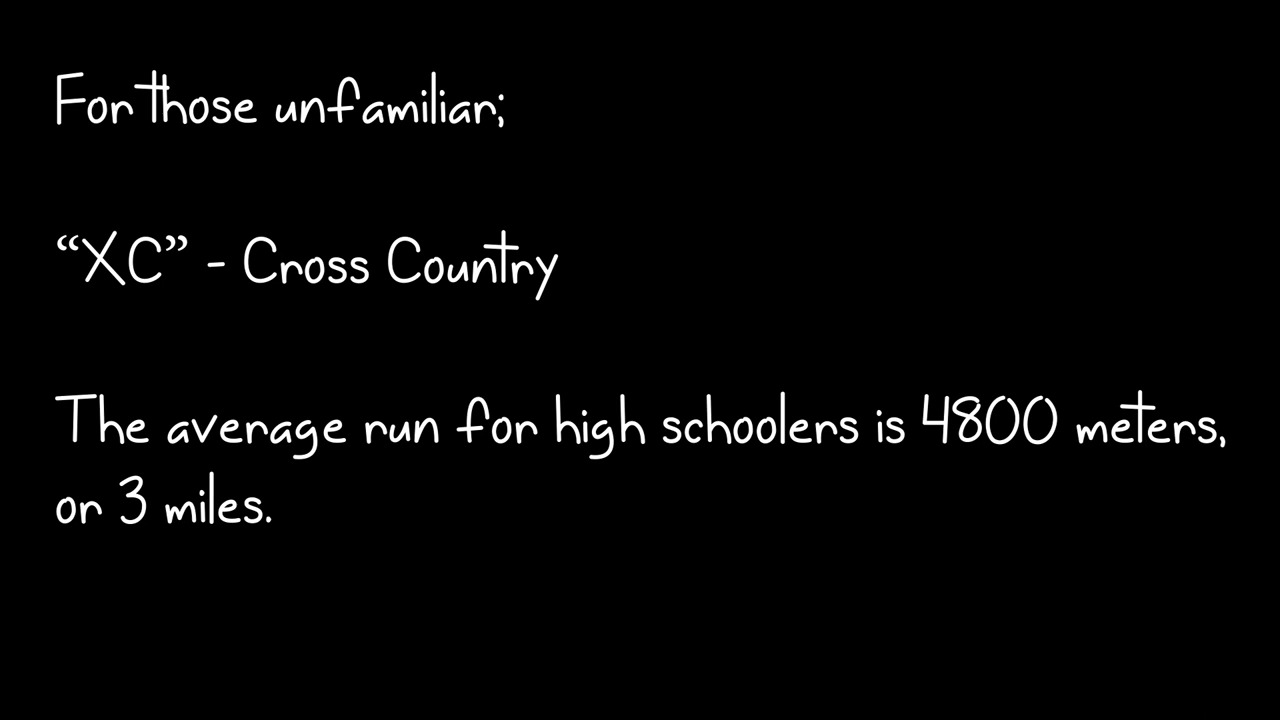 For those unfamiliar;
“XC” - Cross Country
The average run for high schoolers is 4800 meters,
or 3 miles.